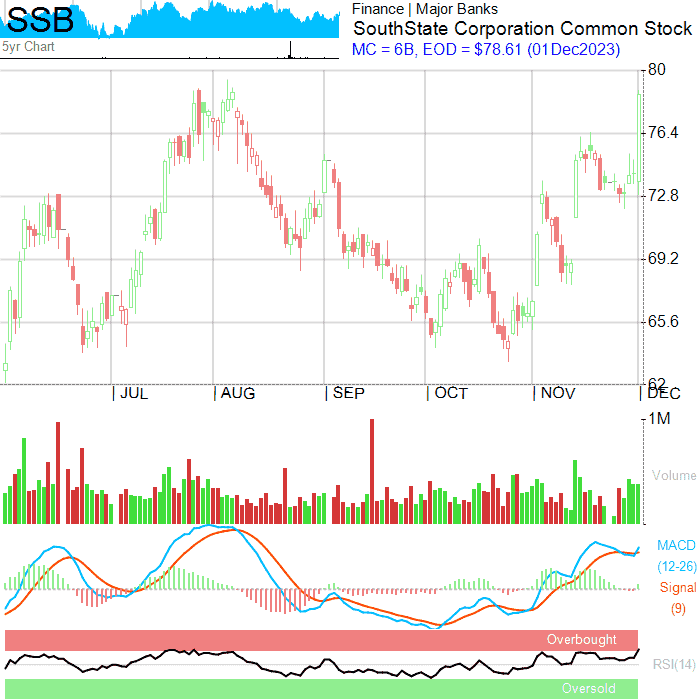 SSB
5yr Chart
Finance | Major Banks
SouthState Corporation Common Stock
MC = 6B, EOD = $78.61 (01Dec2023)
80
76.4
72.8
69.2
65.6
62
| JUL | AUG | SEP | OCT | NOV | DEC
1M
Volume
MACD
(12-26)
Signal
(9)
Overbought
RSI(14)
Oversold